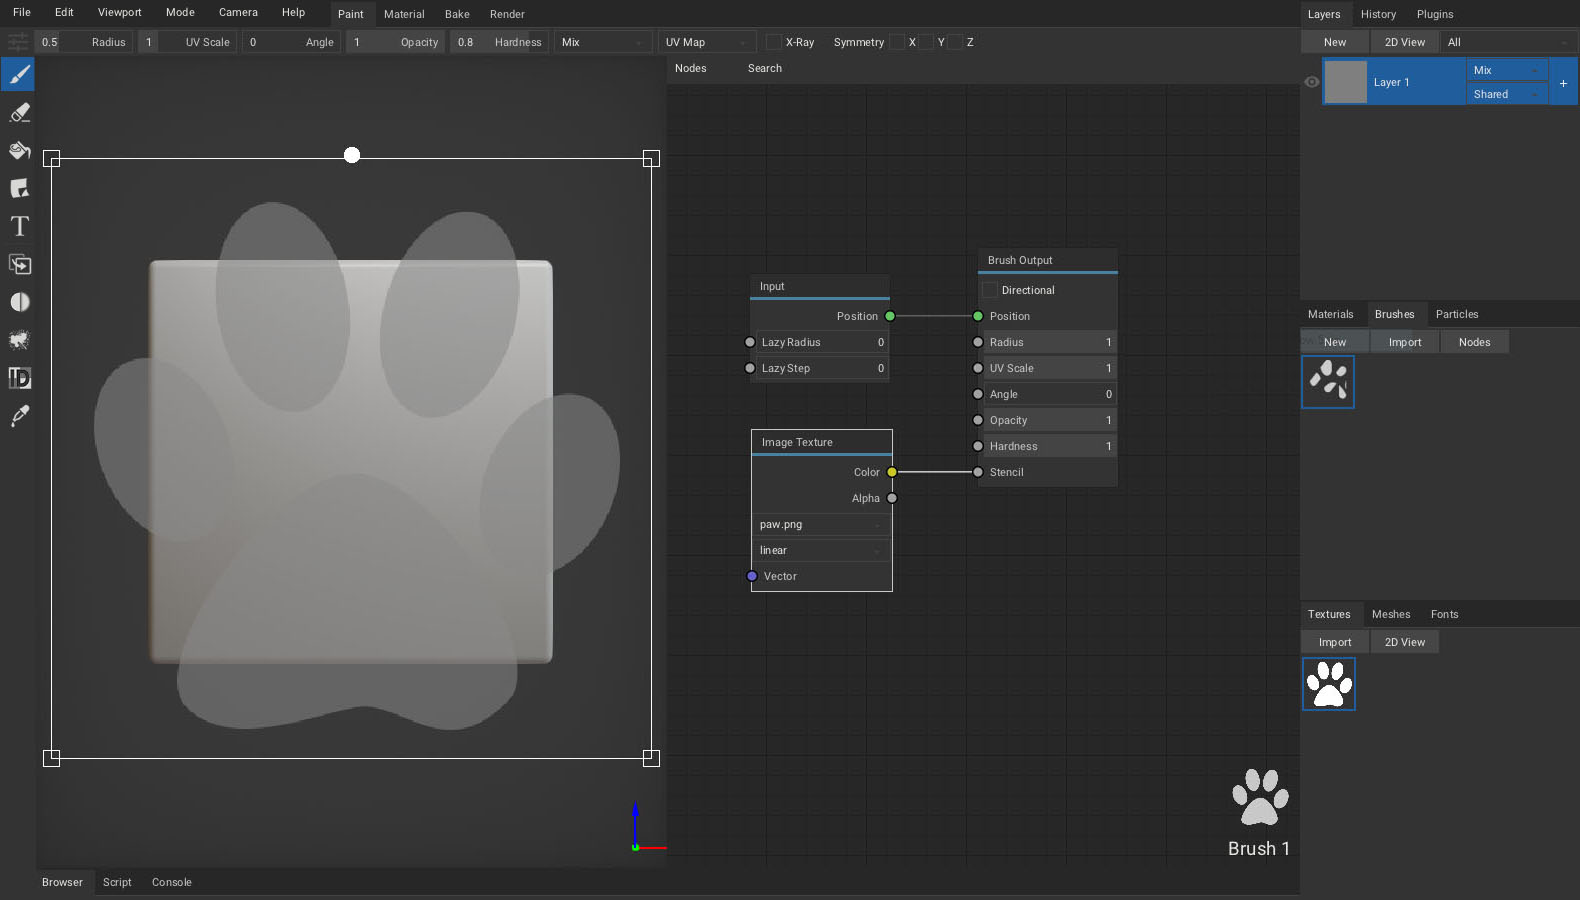 File Edit Viewport Mode Camera Help Paint Material Bake Render
Layers History Plugins
0.5 Radius 1 UV Scale 0 Angle 1 Opacity 0.8 Hardness Mix UV Map X-Ray Symmetry X Y Z
New 2D View All
Nodes Search
Layer 1 Mix
Shared
+
T
Input
Position
Lazy Radius 0
Lazy Step 0
Brush Output
Directional
Position
Radius 1
UV Scale 1
Angle 0
Opacity 1
Hardness 1
Stencil
Image Texture
Color
Alpha
paw.png
linear
Vector
Materials Brushes Particles
New Import Nodes
ID
Textures Meshes Fonts
Import 2D View
Brush 1
Browser Script Console